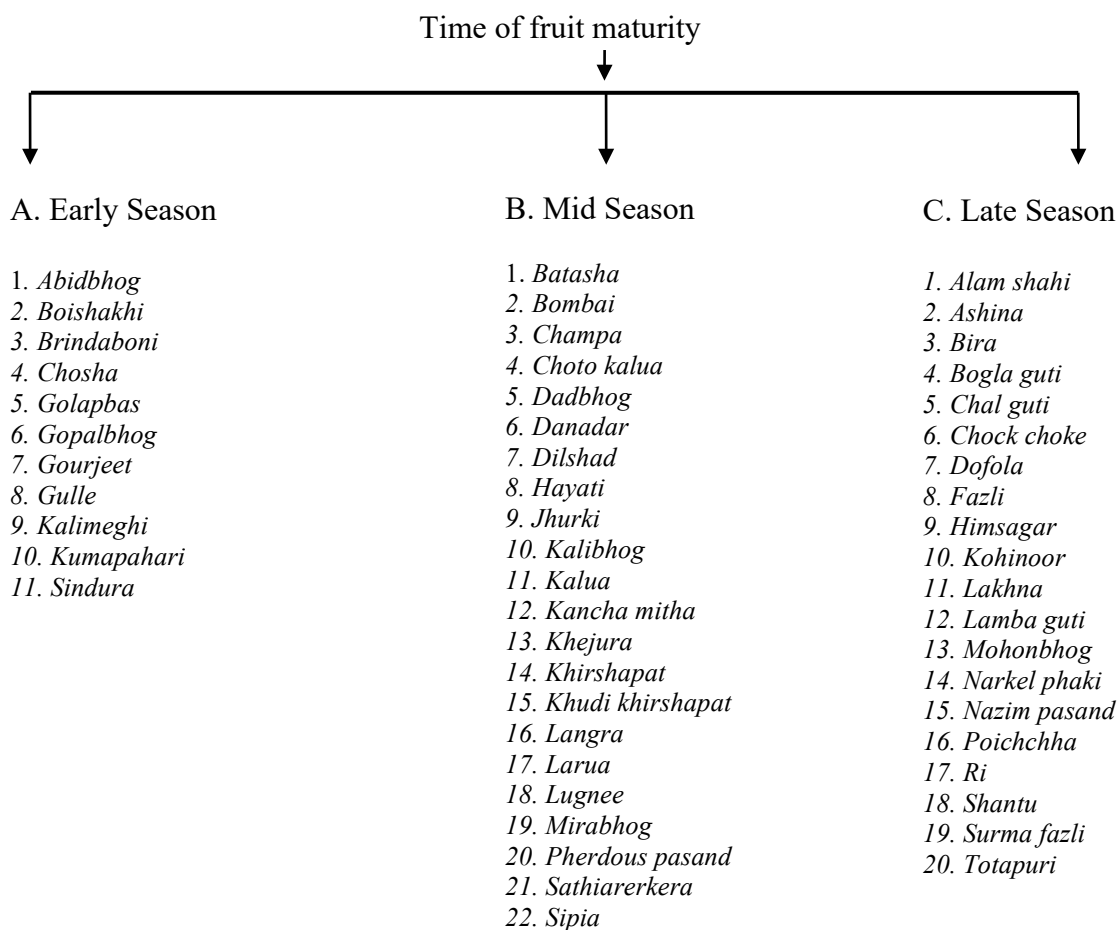 Time of fruit maturity
A. Early Season
1. Abidbhog
2. Boishakhi
3. Brindaboni
4. Chosha
5. Golapbas
6. Gopalbhog
7. Gourjeet
8. Gulle
9. Kalimeghi
10. Kumapahari
11. Sindura
B. Mid Season
1. Batasha
2. Bombai
3. Champa
4. Choto kalua
5. Dadbhog
6. Danadar
7. Dilshad
8. Hayati
9. Jhurki
10. Kalibhog
11. Kalua
12. Kancha mitha
13. Khejura
14. Khirshapat
15. Khudi khirshapat
16. Langra
17. Larua
18. Lugnee
19. Mirabhog
20. Pherdous pasand
21. Sathiarerkera
22. Sipia
C. Late Season
1. Alam shahi
2. Ashina
3. Bira
4. Bogla guti
5. Chal guti
6. Chock choke
7. Dofola
8. Fazli
9. Himsagar
10. Kohinoor
11. Lakhna
12. Lamba guti
13. Mohonbhog
14. Narkel phaki
15. Nazim pasand
16. Poichchha
17. Ri
18. Shantu
19. Surma fazli
20. Totapuri